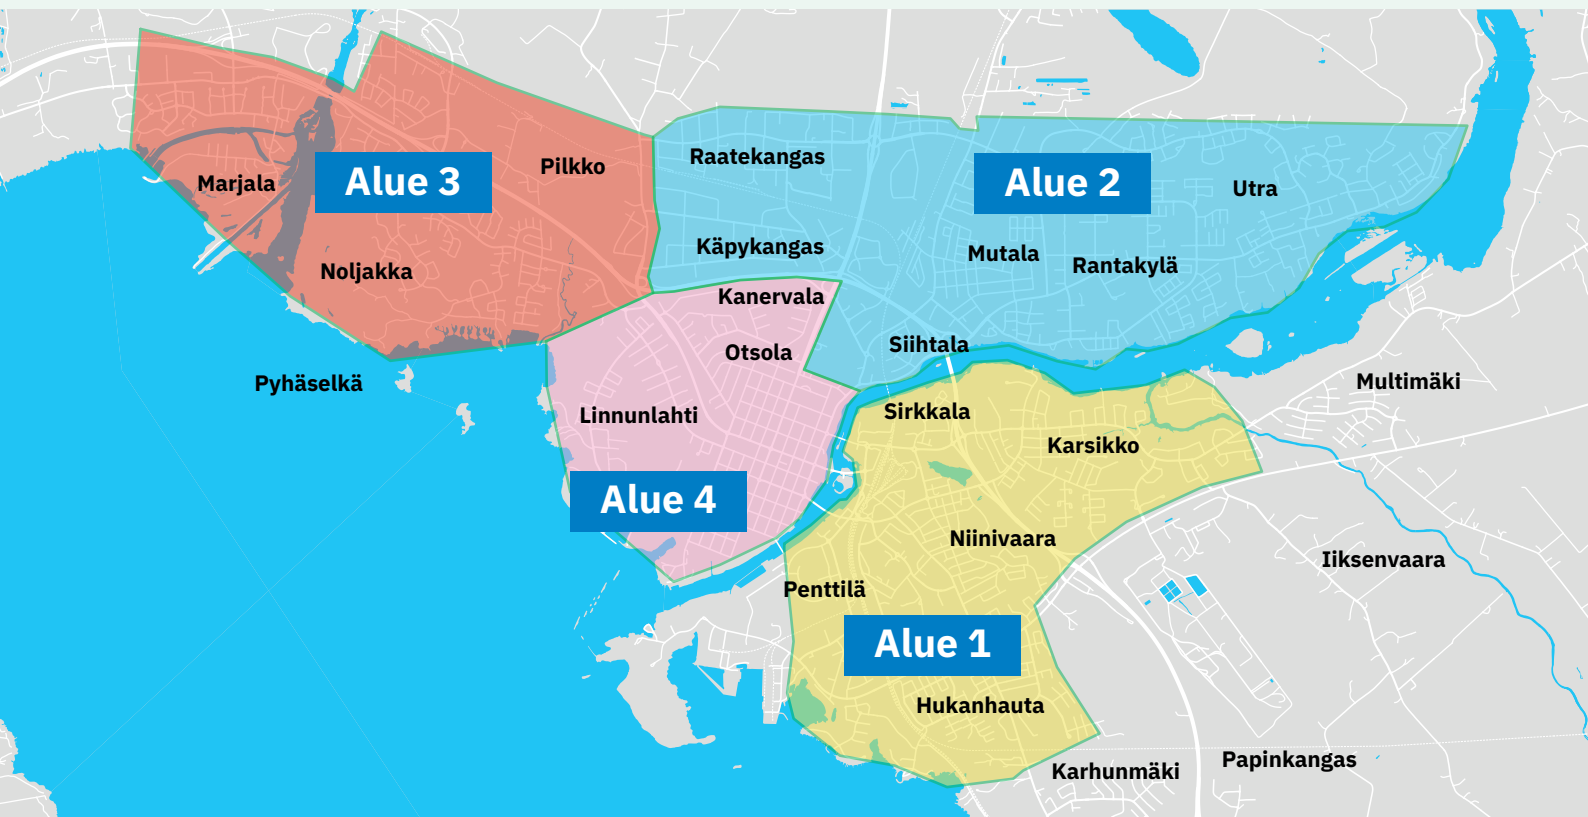 Raatekangas
Pilkko
Alue 3
Alue 2
Marjala
Utra
Käpykangas
Mutala
Rantakylä
Noljakka
Kanervala
Siihtala
Otsola
Pyhäselkä
Multimäki
Linnunlahti
Sirkkala
Karsikko
Alue 4
Niinivaara
Iiksenvaara
Penttilä
Alue 1
Hukanhauta
Papinkangas
Karhunmäki